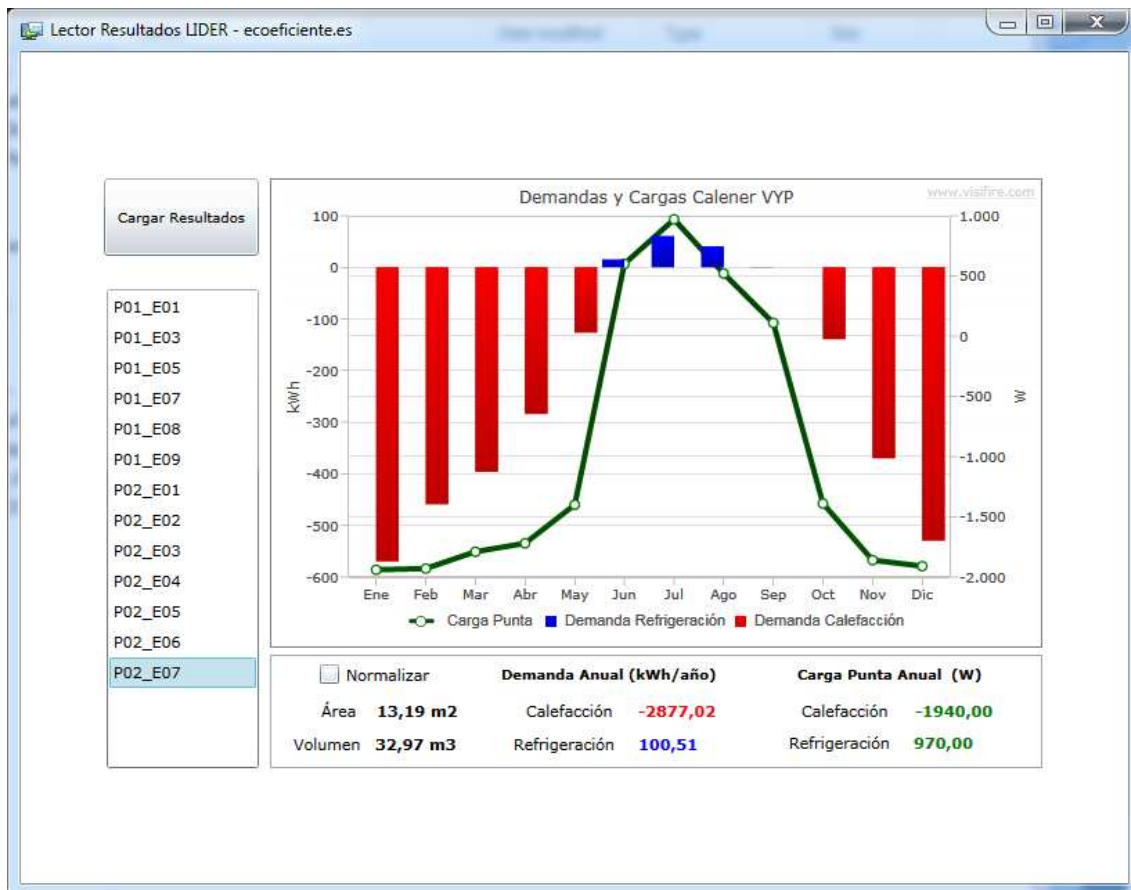 Lector Resultados LIDER - ecoeficiente.es
Date modified Type Size
Cargar Resultados
P01_E01
P01_E03
P01_E05
P01_E07
P01_E08
P01_E09
P02_E01
P02_E02
P02_E03
P02_E04
P02_E05
P02_E06
P02_E07
Demandas y Cargas Calener VYP
www.visifire.com
100
0
-100
-200
-300
-400
-500
-600
kWh
1.000
500
0
-500
-1.000
-1.500
-2.000
W
Ene Feb Mar Abr May Jun Jul Ago Sep Oct Nov Dic
Carga Punta Demanda Refrigeración Demanda Calefacción
Normalizar Demanda Anual (kWh/año) Carga Punta Anual (W)
Área 13,19 m2 Calefacción -2877,02 Calefacción -1940,00
Volumen 32,97 m3 Refrigeración 100,51 Refrigeración 970,00